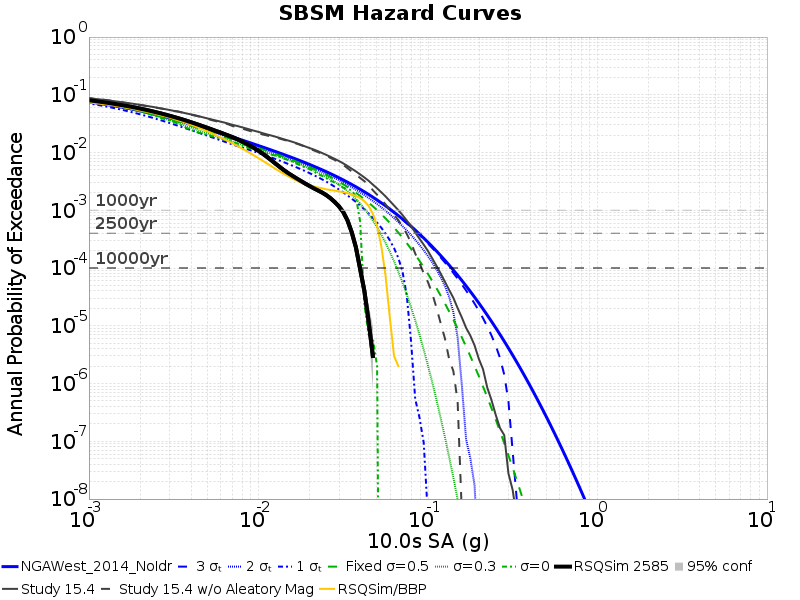 SBSM Hazard Curves
Annual Probability of Exceedance
10^0
10^-1
10^-2
10^-3
10^-4
10^-5
10^-6
10^-7
10^-8
1000yr
2500yr
10000yr
10^-3 10^-2 10^-1 10^0 10^1
10.0s SA (g)
NGAWest_2014_NoIdr 3 σₜ 2 σₜ 1 σₜ Fixed σ=0.5 σ=0.3 σ=0 RSQSim 2585 95% conf
Study 15.4 Study 15.4 w/o Aleatory Mag RSQSim/BBP